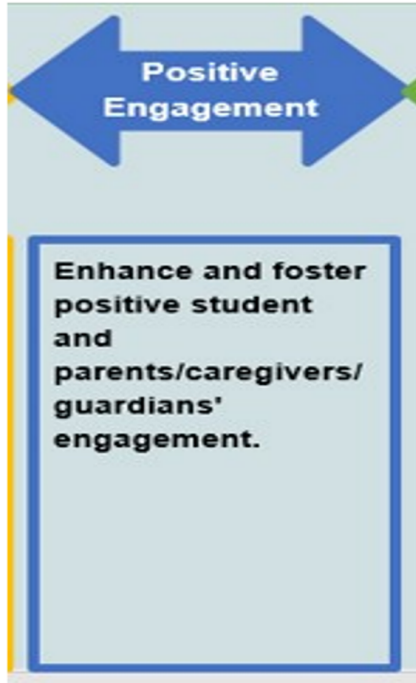 Positive
Engagement
Enhance and foster
positive student
and
parents/caregivers/
guardians'
engagement.